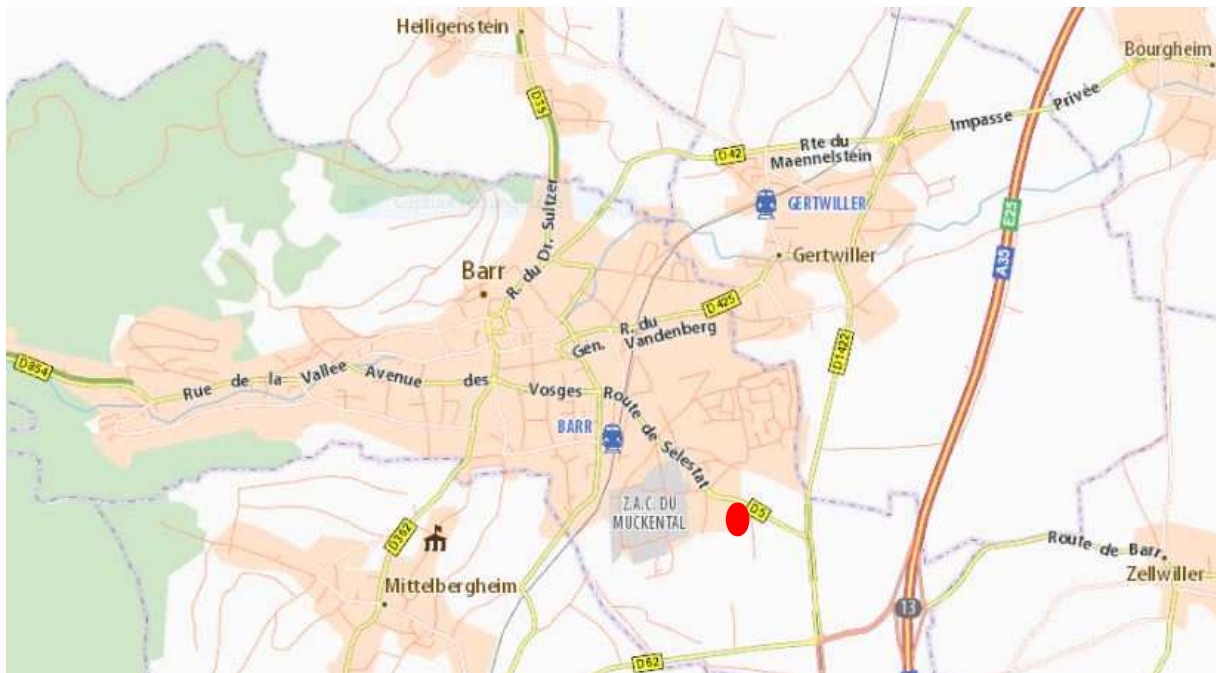 Heiligenstein
Bourgheim
D35
Impasse Privée
Rte du
Maennelstein
D42
GERTWILLER
E25
A35
R. du Dr. Sultzer
Gertwiller
Barr
D425
R. du
Gen. Vandenberg
D1422
D854
Rue de la Vallee
Avenue des Vosges
Route de Selestat
BARR
Z.A.C. DU
MUCKENTAL
D5
D362
Route de Barr
Zellwiller
Mittelbergheim
13
D62